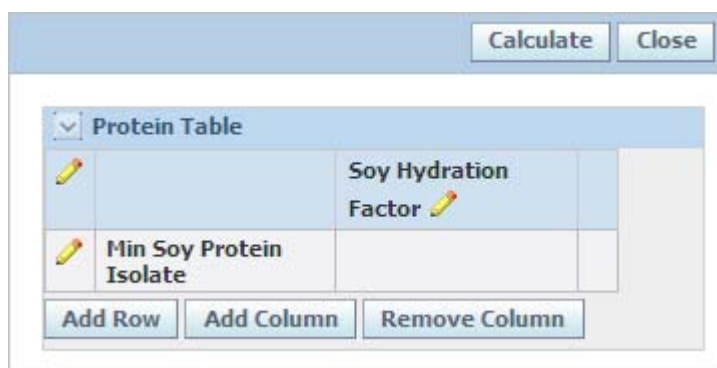 Calculate Close
Protein Table
Soy Hydration
Factor
Min Soy Protein
Isolate
Add Row Add Column Remove Column